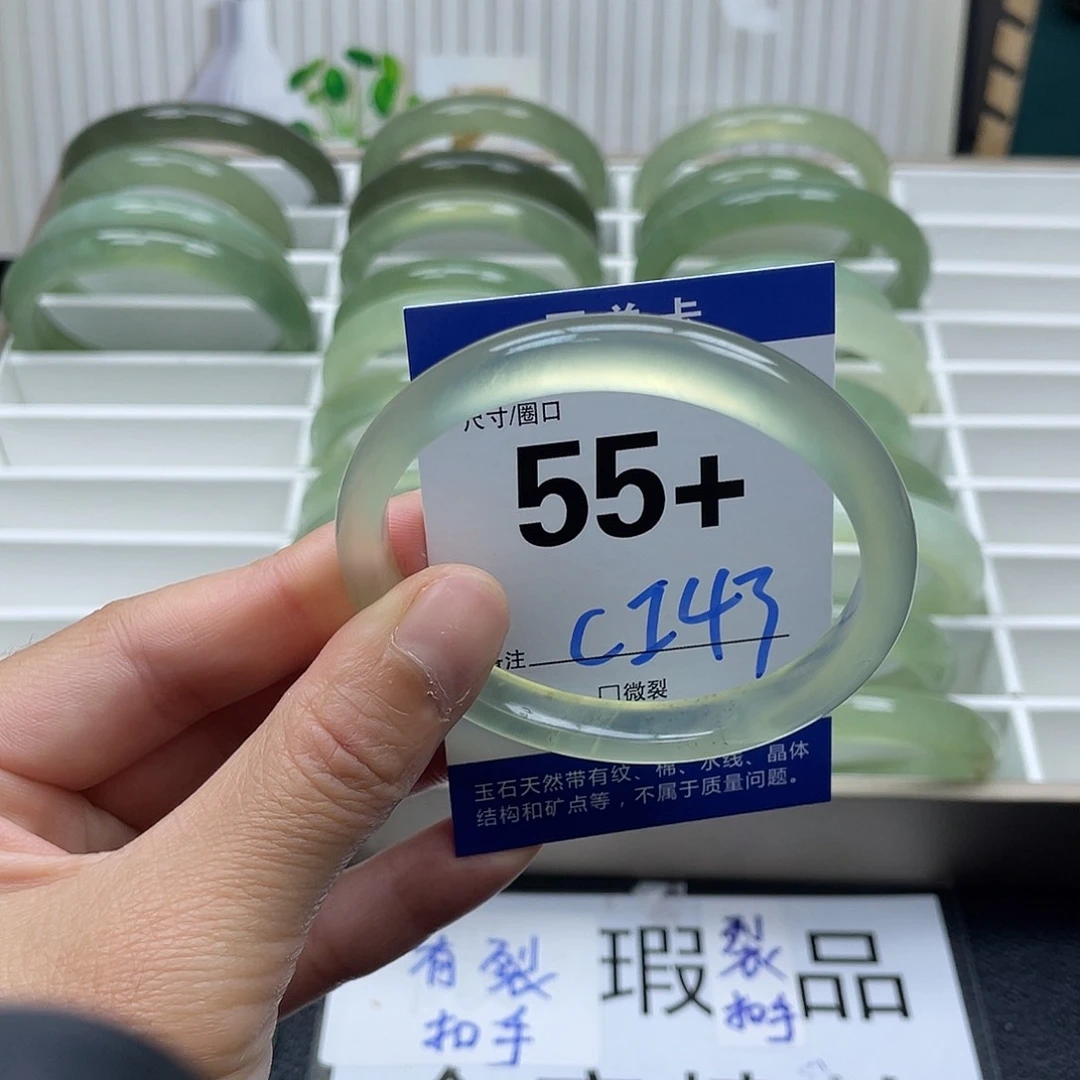 尺寸/圈口
55+
C143
备注
□微裂
玉石天然带有纹、棉、水线、晶体
结构和矿点等,不属于质量问题。
有裂
扣手
瑕裂品
扣手